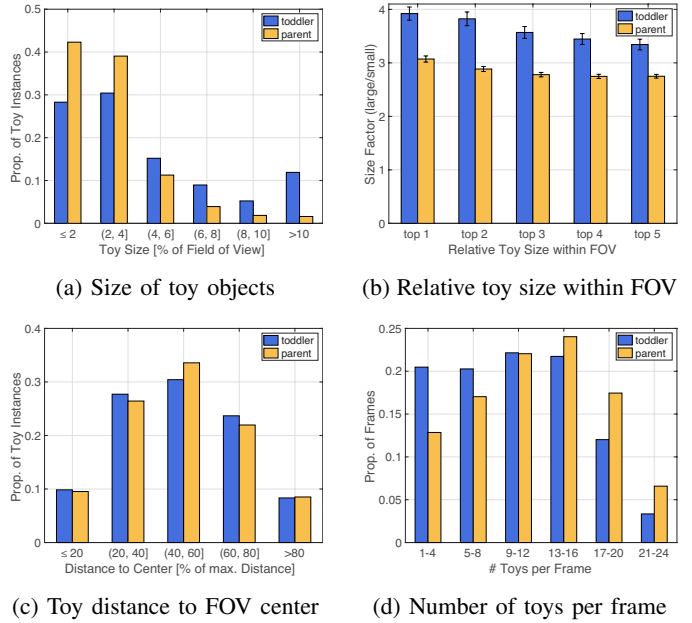 0.5
0.4
0.3
0.2
0.1
0
Prop. of Toy Instances
toddler
parent
≤ 2
(2, 4]
(4, 6]
(6, 8]
(8, 10]
>10
Toy Size [% of Field of View]
(a) Size of toy objects
4
3
2
1
0
Size Factor (large/small)
toddler
parent
top 1
top 2
top 3
top 4
top 5
Relative Toy Size within FOV
(b) Relative toy size within FOV
0.4
0.3
0.2
0.1
0
Prop. of Toy Instances
toddler
parent
≤ 20
(20, 40]
(40, 60]
(60, 80]
>80
Distance to Center [% of max. Distance]
(c) Toy distance to FOV center
0.25
0.20
0.15
0.10
0.05
0
Prop. of Frames
toddler
parent
1-4
5-8
9-12
13-16
17-20
21-24
# Toys per Frame
(d) Number of toys per frame